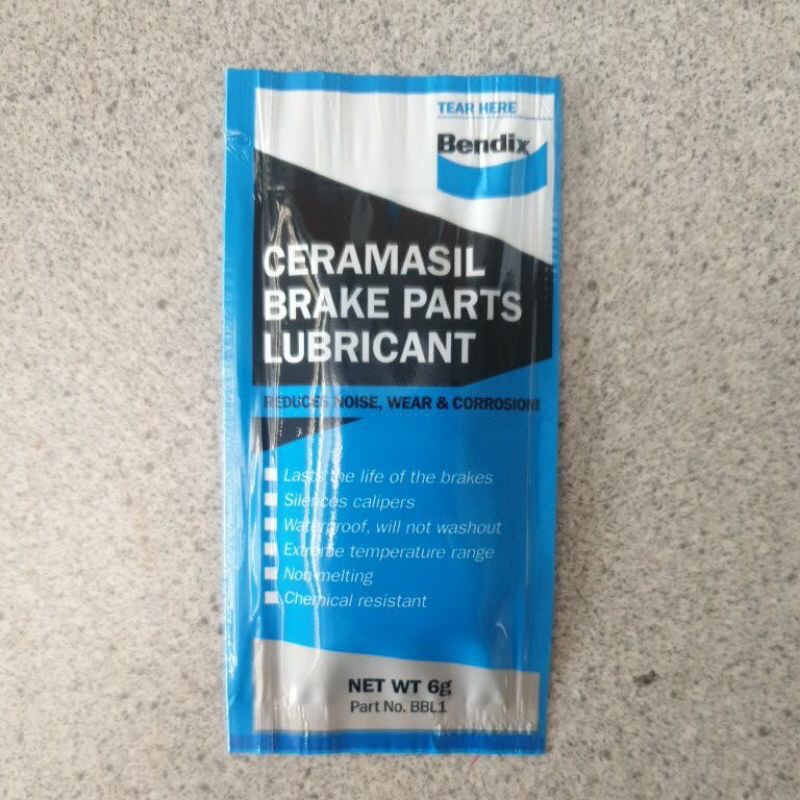 TEAR HERE
Bendix
CERAMASIL
BRAKE PARTS
LUBRICANT
REDUCES NOISE, WEAR & CORROSION!
Lasts the life of the brakes
Silences calipers
Waterproof, will not washout
Extreme temperature range
Non-melting
Chemical resistant
NET WT 6g
Part No. BBL1